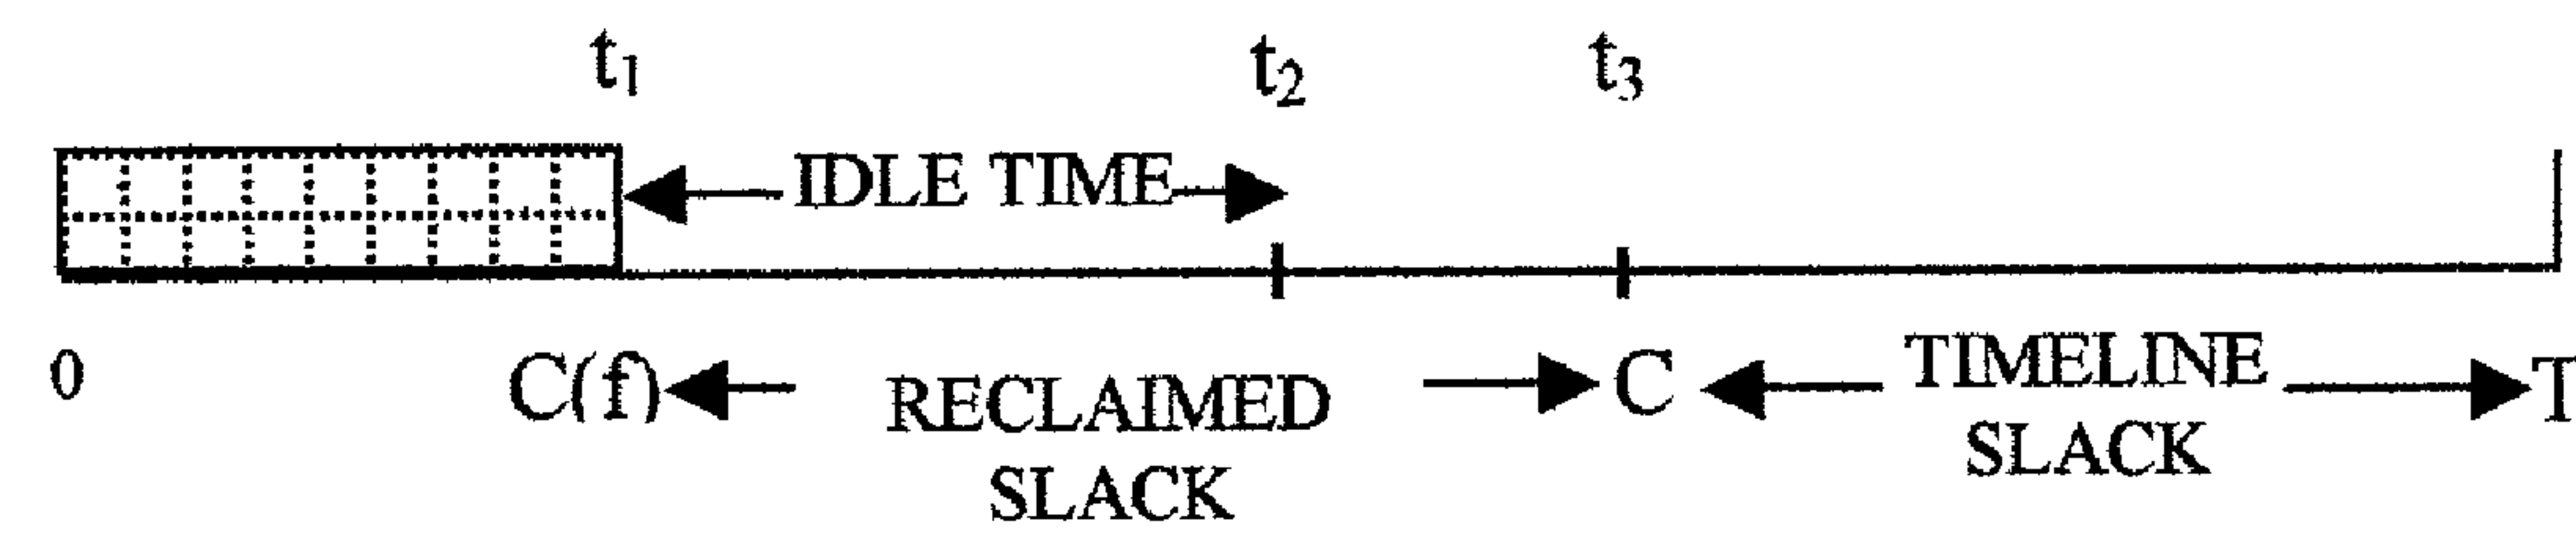 t₁ t₂ t₃
IDLE TIME
0 C(f) RECLAIMED SLACK C TIMELINE SLACK T